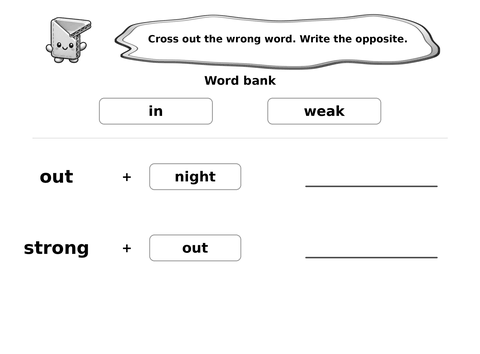 Cross out the wrong word. Write the opposite.
Word bank
in weak
out + night
strong + out